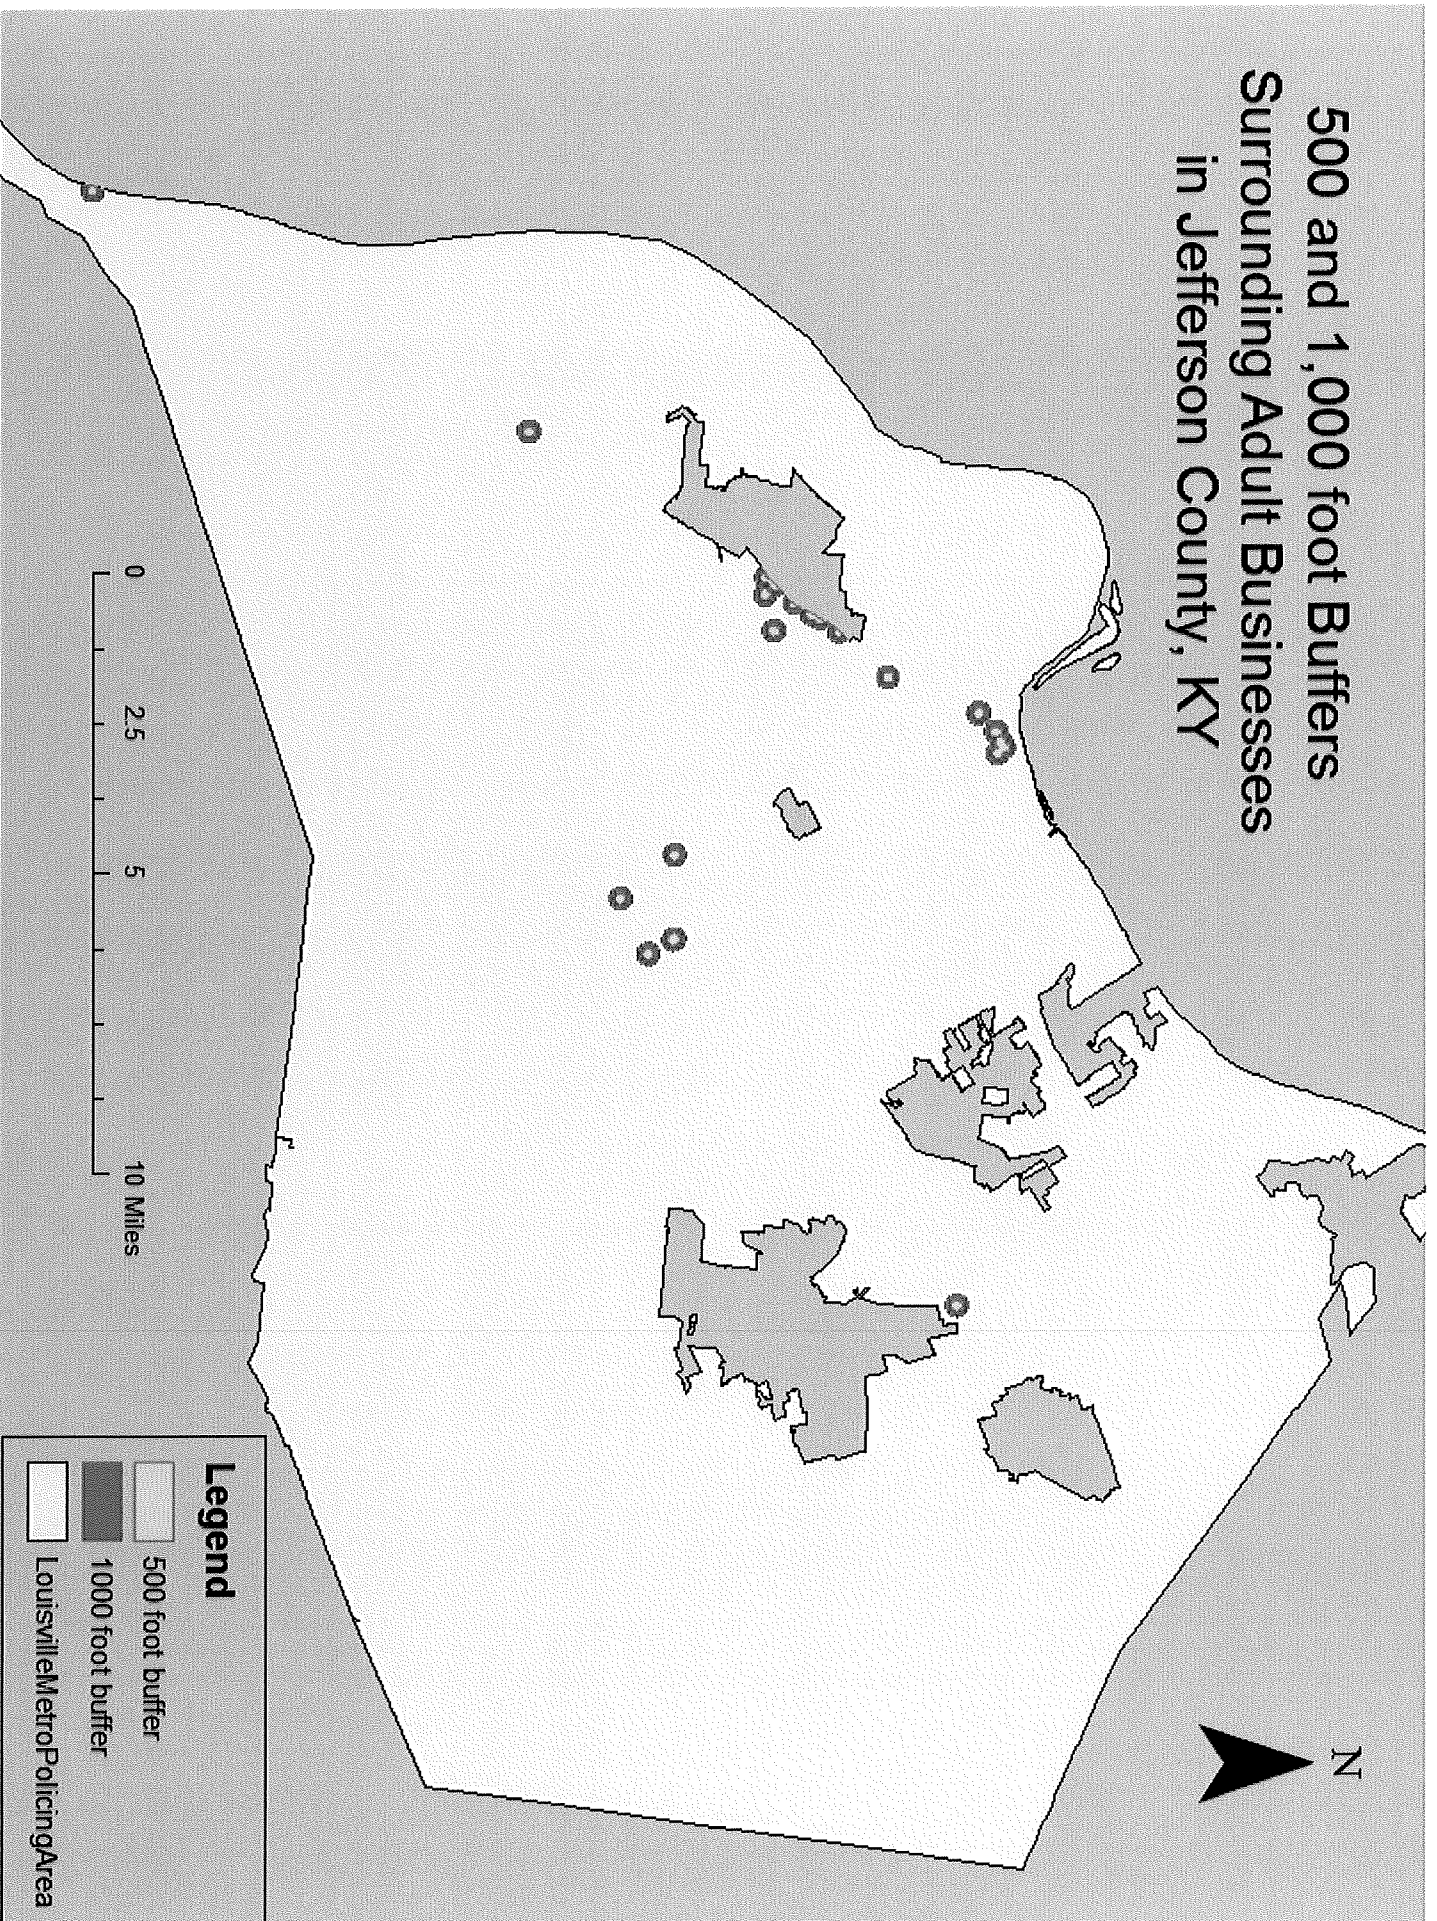 500 and 1,000 foot Buffers
Surrounding Adult Businesses
in Jefferson County, KY
N
0
2.5
5
10 Miles
Legend
500 foot buffer
1000 foot buffer
LouisvilleMetroPolicingArea